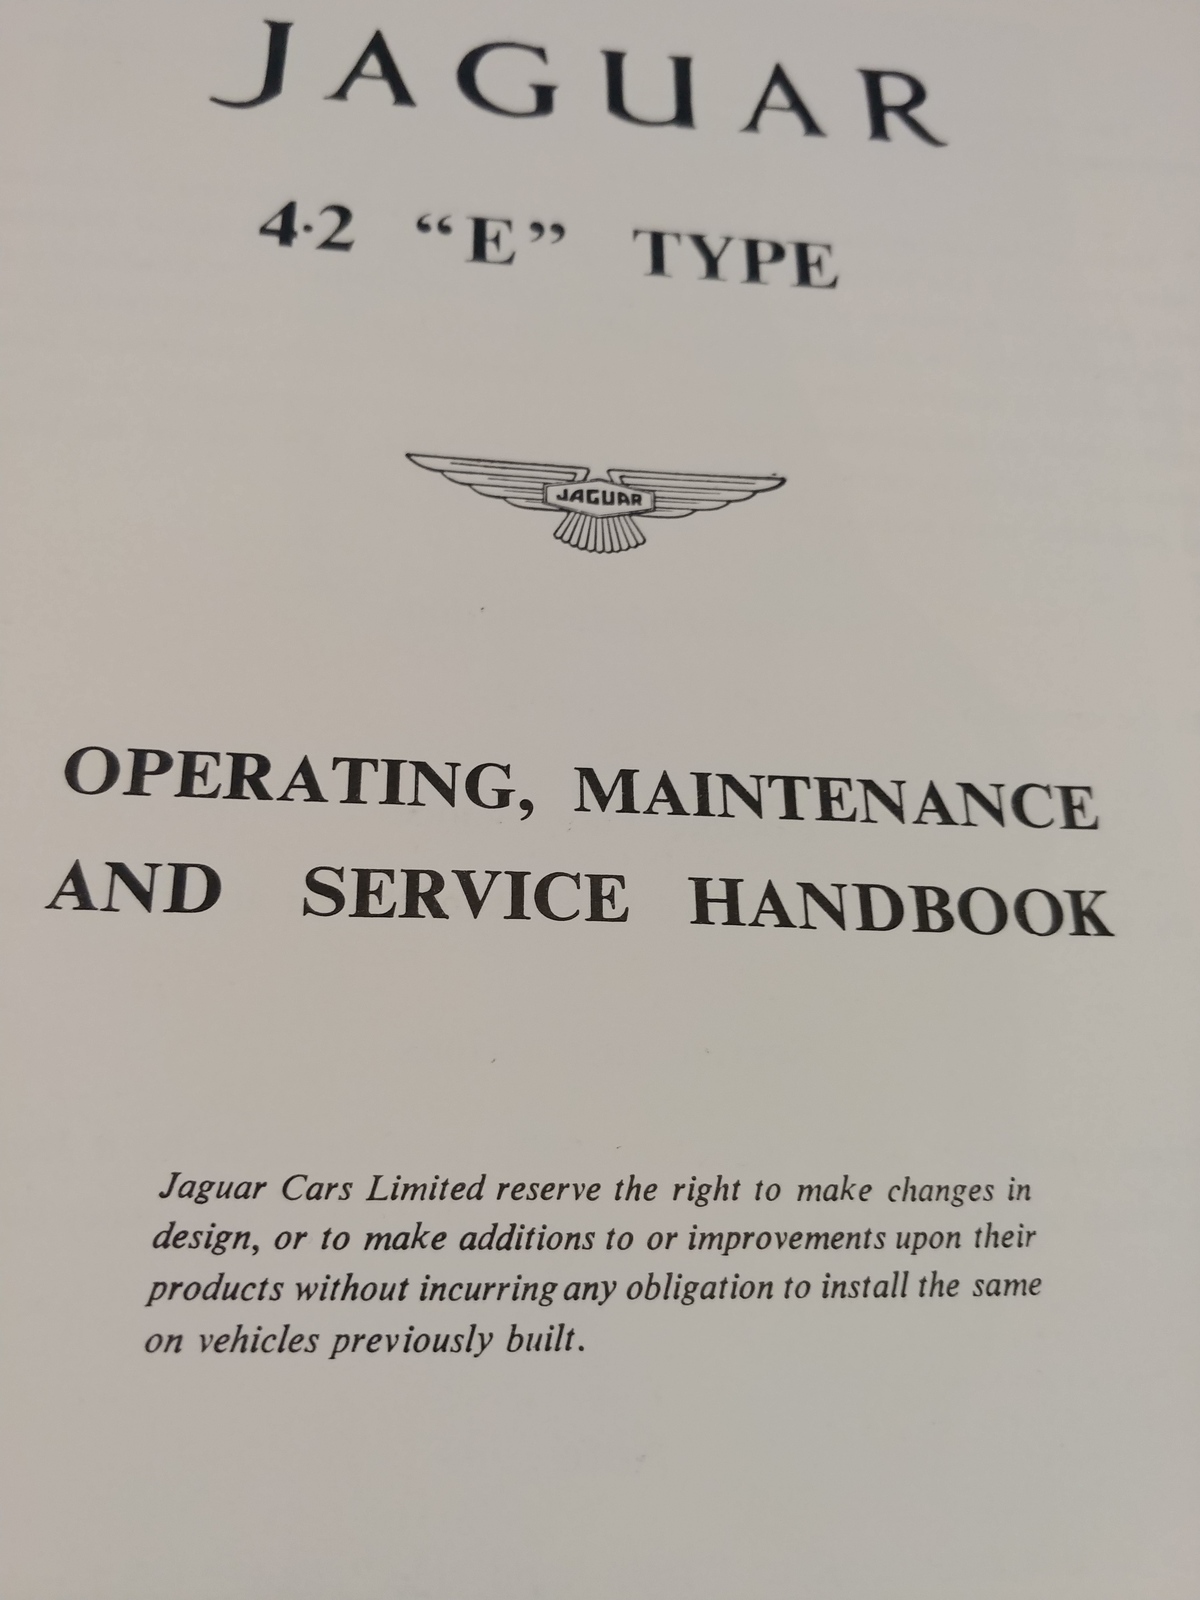 JAGUAR
4·2 “E” TYPE
JAGUAR
OPERATING, MAINTENANCE
AND SERVICE HANDBOOK
Jaguar Cars Limited reserve the right to make changes in
design, or to make additions to or improvements upon their
products without incurring any obligation to install the same
on vehicles previously built.